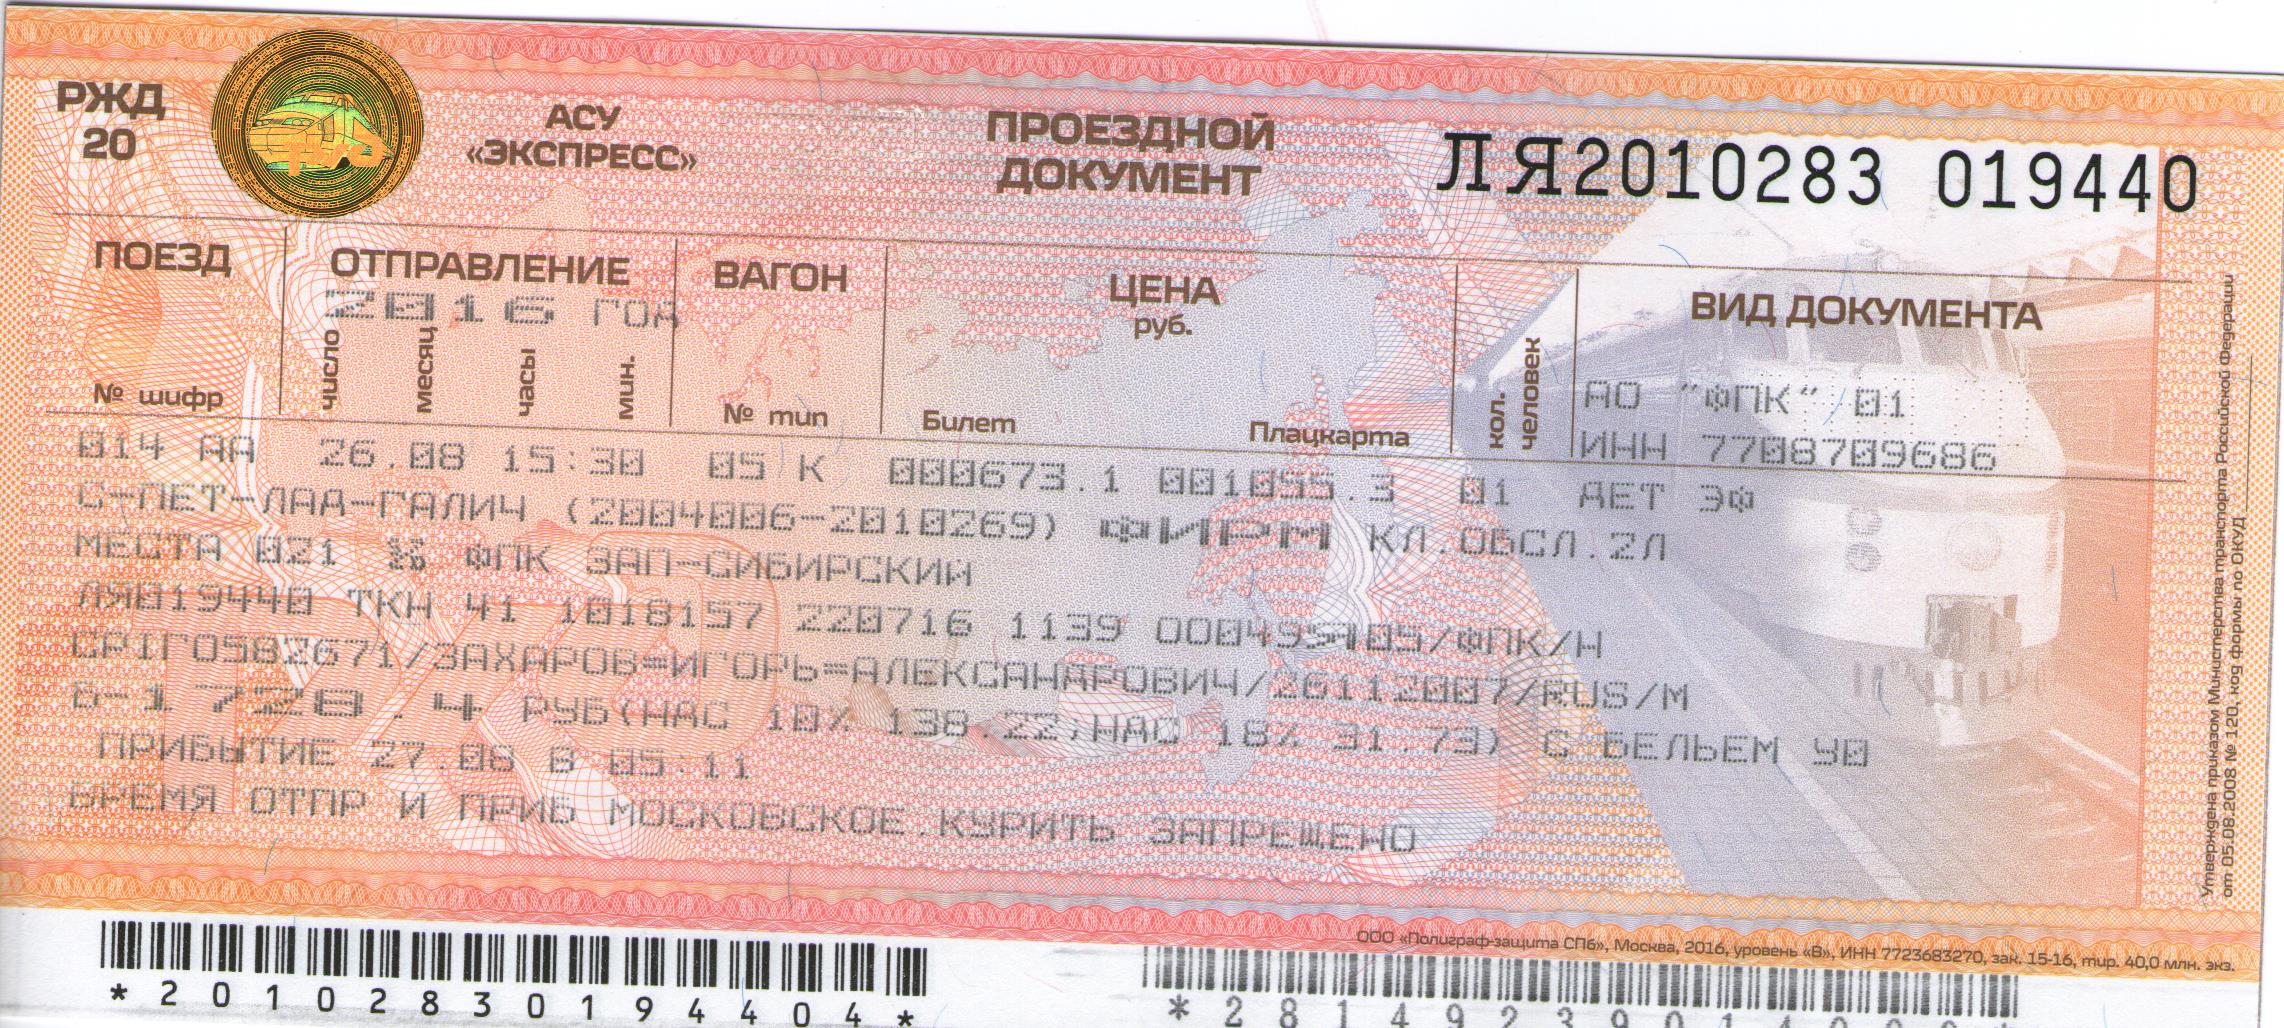 РЖД
20
АСУ
«ЭКСПРЕСС»
ПРОЕЗДНОЙ
ДОКУМЕНТ
ЛЯ2010283 019440
ПОЕЗД
№ шифр
ОТПРАВЛЕНИЕ
2016 ГОД
число месяц часы мин.
ВАГОН
№ тип
ЦЕНА
руб.
Билет Плацкарта
кол. человек
ВИД ДОКУМЕНТА
АО "ФПК" 01
ИНН 7708709686
014 АА 26.08 15:30 05 К 000673.1 001055.3 01 ДЕТ ЭФ
С-ПЕТ-ЛАД-ГАЛИЧ (2004006-2010269) ФИРМ КЛ.ОБСЛ.2Л
МЕСТА 021 ФПК ЗАП-СИБИРСКИЙ
ЛЯ019440 ТКН 41 1018157 220716 1139 /ФПК/Н
/ЗАХАРОВ=ИГОРЬ=АЛЕКСАНДРОВИЧ/26112007/RUS/M
1728.4 РУБ(НДС 10% 138.22;НДС 18% 31.73) С БЕЛЬЕМ У0
ПРИБЫТИЕ 27.08 В 05:11
ВРЕМЯ ОТПР И ПРИБ МОСКОВСКОЕ.КУРИТЬ ЗАПРЕЩЕНО
Утверждена приказом Министерства транспорта Российской Федерации
от 05.08.2008 № 120, код формы по ОКУД
ООО «Полиграф-защита СПб», Москва, 2016, уровень «В», ИНН 7723683270, зак. 15-16, тир. 40,0 млн. экз.
*20102830194404*